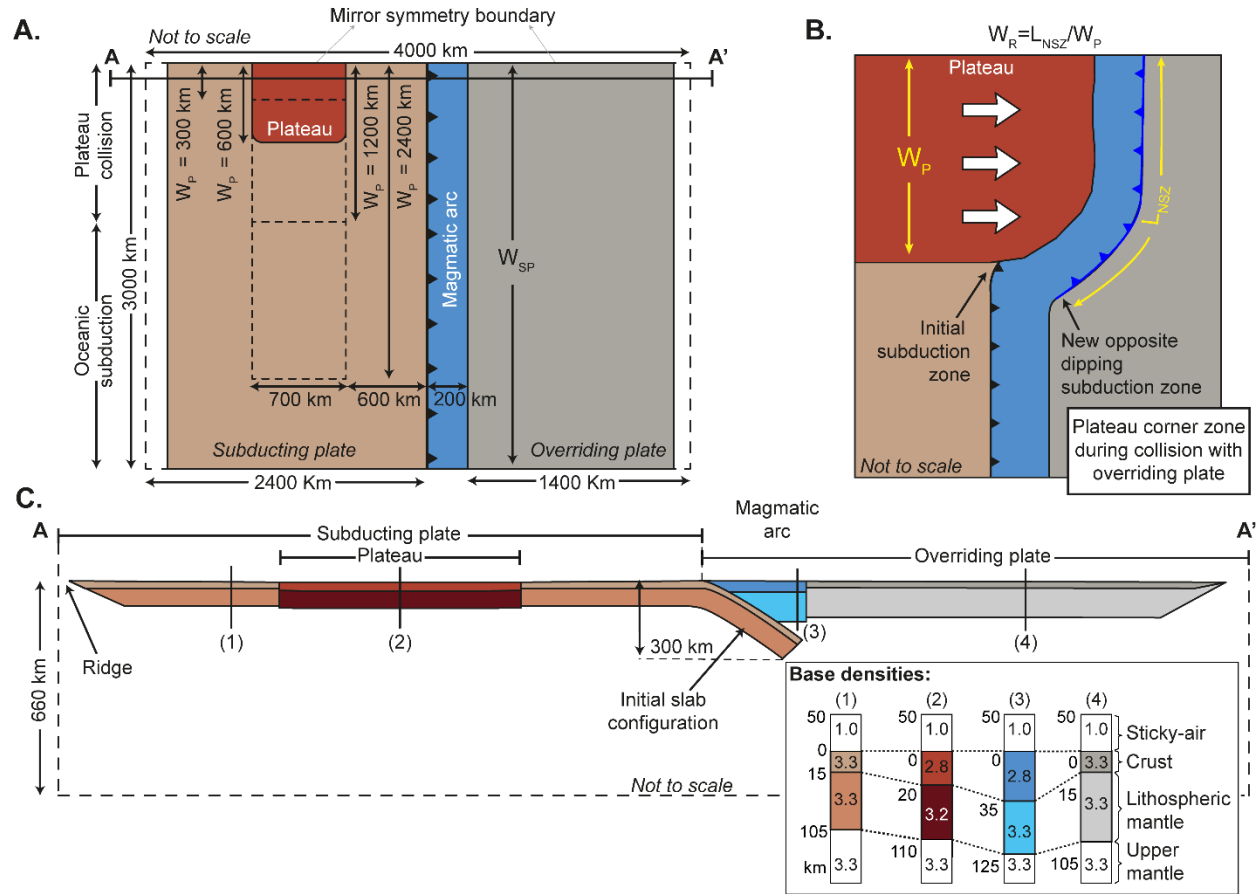 A.
Mirror symmetry boundary
Not to scale
4000 km
A
A'
Plateau
collision
Oceanic
subduction
3000 km
W_P = 300 km
W_P = 600 km
Plateau
W_P = 1200 km
W_P = 2400 km
Magmatic arc
W_SP
700 km
600 km
200 km
Subducting plate
Overriding plate
2400 Km
1400 Km
B.
W_R=L_NSZ/W_P
Plateau
W_P
L_NSZ
Initial
subduction
zone
New opposite
dipping
subduction zone
Not to scale
Plateau corner zone
during collision with
overriding plate
C.
A
A'
Subducting plate
Plateau
Magmatic
arc
Overriding plate
660 km
Ridge
(1)
(2)
300 km
(3)
(4)
Initial slab
configuration
Not to scale
Base densities:
(1)
(2)
(3)
(4)
50
1.0
50
1.0
50
1.0
50
1.0
Sticky-air
0
3.3
0
2.8
0
2.8
0
3.3
Crust
15
3.3
20
3.2
35
3.3
15
3.3
Lithospheric
mantle
105
110
125
105
km
3.3
3.3
3.3
3.3
Upper
mantle